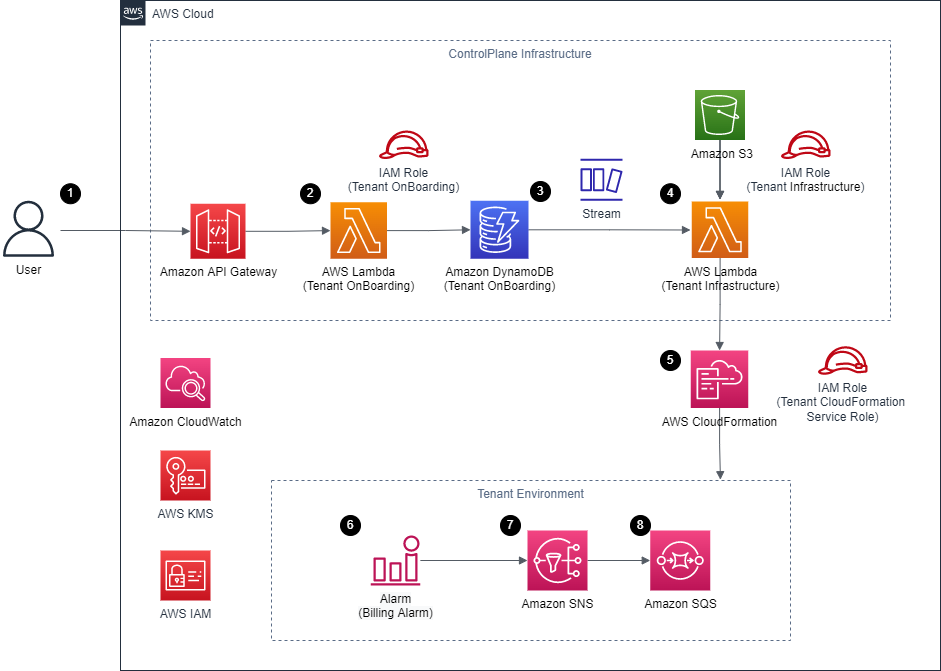 aws
AWS Cloud
ControlPlane Infrastructure
Amazon S3
IAM Role
(Tenant OnBoarding)
IAM Role
(Tenant Infrastructure)
1
2
3
4
Stream
User
Amazon API Gateway
AWS Lambda
(Tenant OnBoarding)
Amazon DynamoDB
(Tenant OnBoarding)
AWS Lambda
(Tenant Infrastructure)
5
IAM Role
(Tenant CloudFormation
Service Role)
Amazon CloudWatch
AWS CloudFormation
AWS KMS
Tenant Environment
6
7
8
Alarm
(Billing Alarm)
Amazon SNS
Amazon SQS
AWS IAM